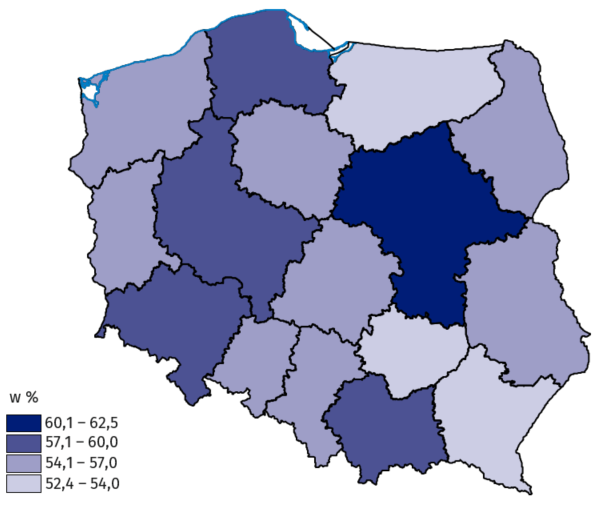 w %
60,1 – 62,5
57,1 – 60,0
54,1 – 57,0
52,4 – 54,0